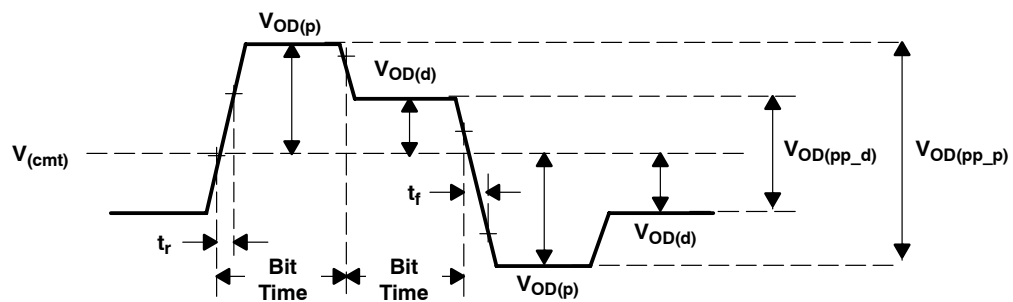 VOD(p)
VOD(d)
V(cmt)
VOD(pp_d)
VOD(pp_p)
tf
tr
VOD(d)
Bit
Time
Bit
Time
VOD(p)